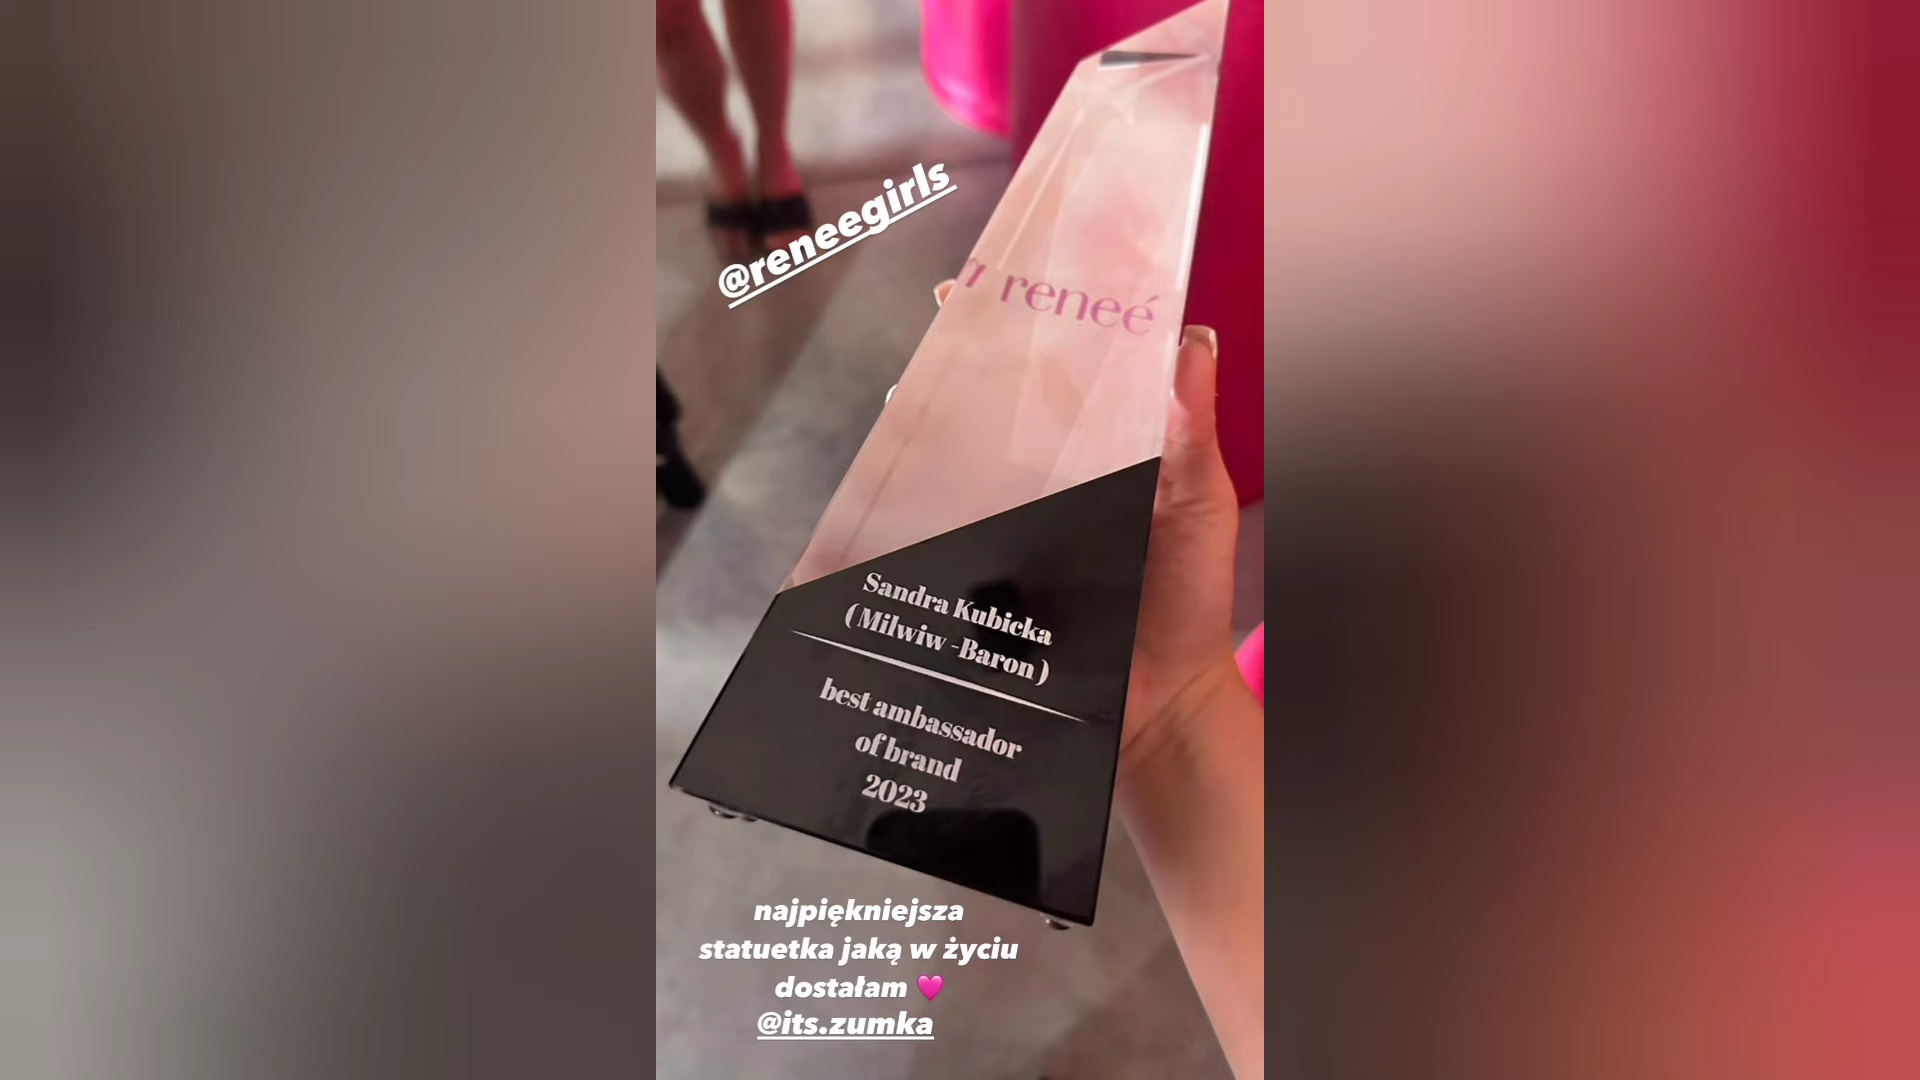 @reneegirls
reneé
Sandra Kubicka
(Milwiw -Baron)
best ambassador
of brand
2023
najpiękniejsza
statuetka jaką w życiu
dostałam 💗
@its.zumka